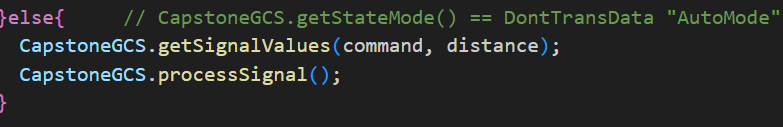 }else{     // CapstoneGCS.getStateMode() == DontTransData "AutoMode"
  CapstoneGCS.getSignalValues(command, distance);
  CapstoneGCS.processSignal();
}